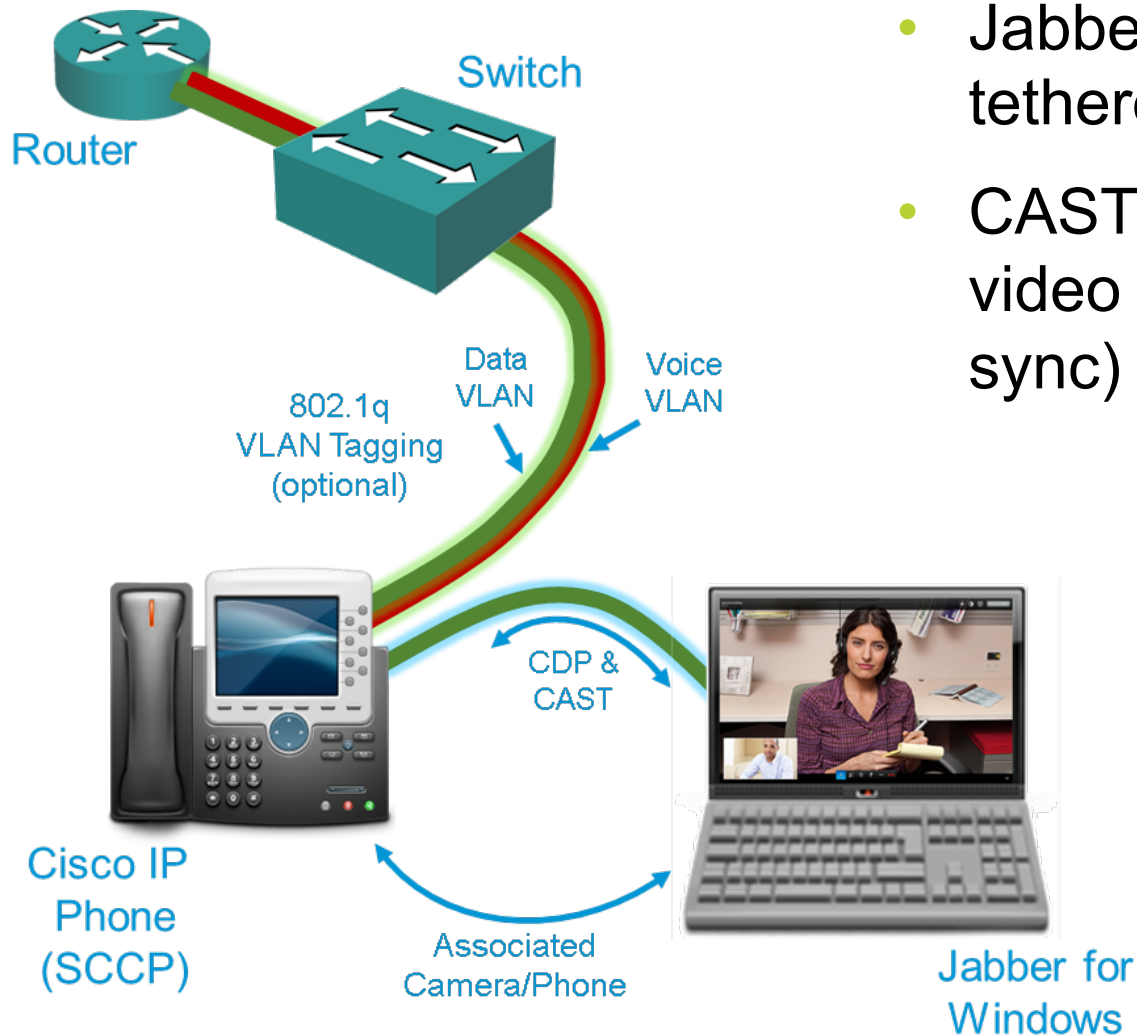 • Jabbe
tether
• CAST
video
sync)
Switch
Router
Data
VLAN
Voice
VLAN
802.1q
VLAN Tagging
(optional)
CDP &
CAST
Cisco IP
Phone
(SCCP)
Associated
Camera/Phone
Jabber for
Windows